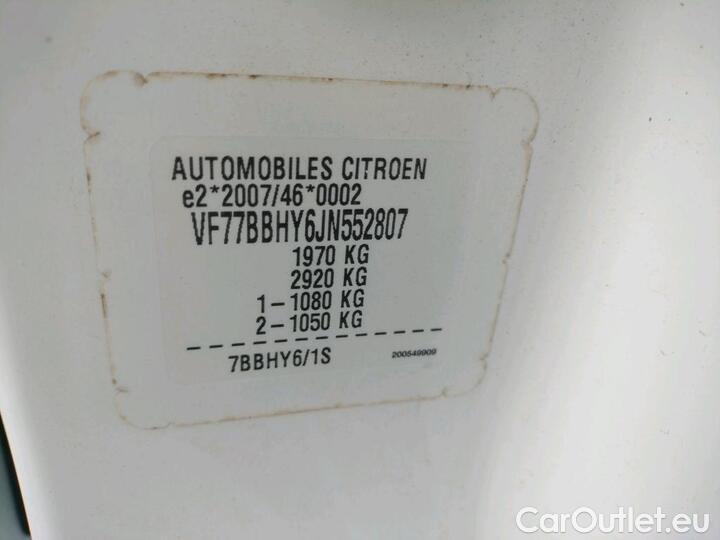 AUTOMOBILES CITROEN
e2*2007/46*0002
VF77BBHY6JN552807
1970 KG
2920 KG
1-1080 KG
2-1050 KG
7BBHY6/1S 200549909
CarOutlet.eu